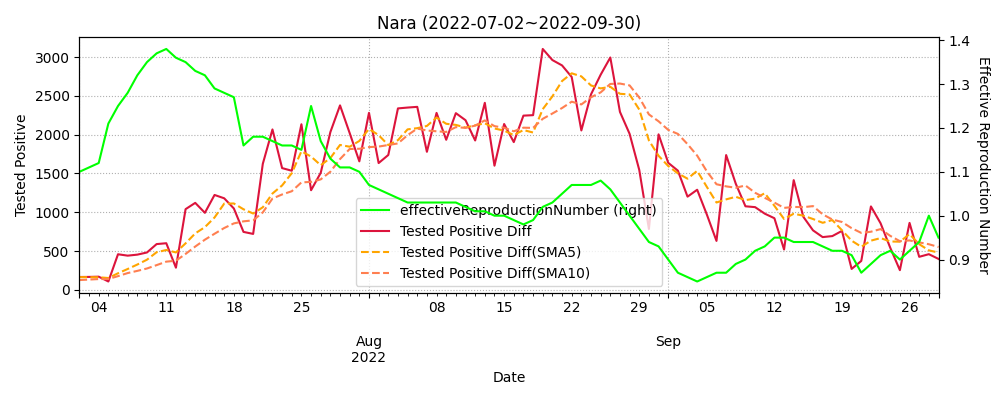 Nara (2022-07-02~2022-09-30)
Tested Positive
3000
2500
2000
1500
1000
500
0
1.4
1.3
1.2
1.1
1.0
0.9
Effective Reproduction Number
effectiveReproductionNumber (right)
Tested Positive Diff
Tested Positive Diff(SMA5)
Tested Positive Diff(SMA10)
04 11 18 25 08 15 22 29 05 12 19 26
Aug Sep
2022
Date